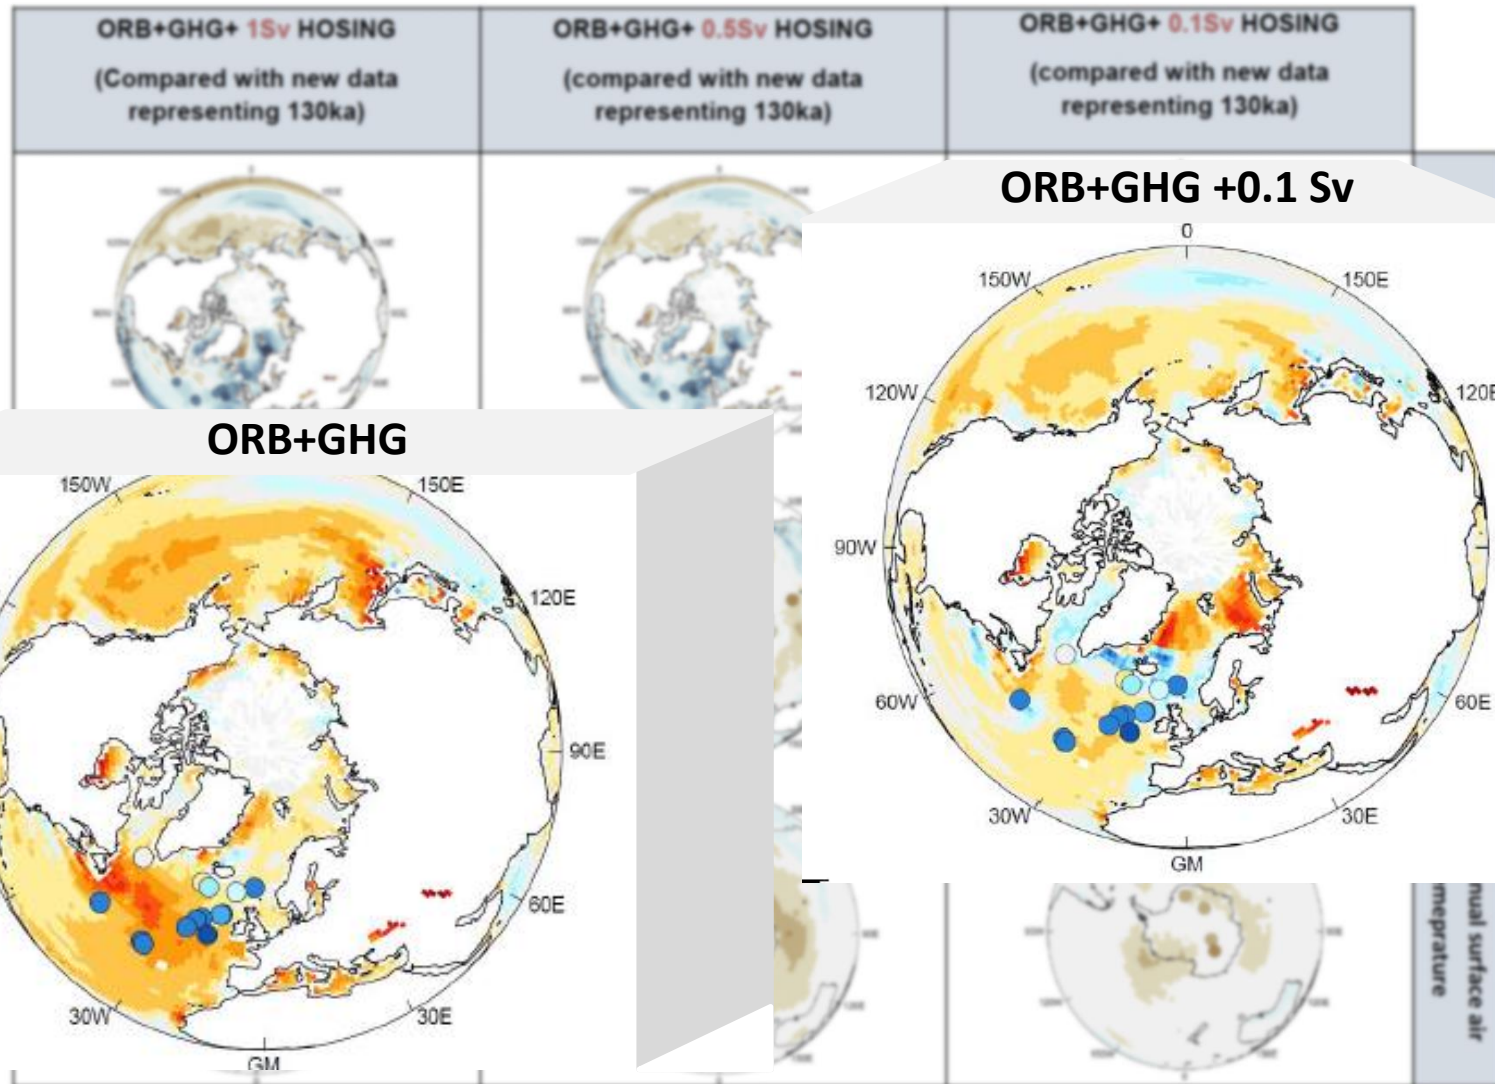 ORB+GHG+ 1Sv HOSING
(Compared with new data
representing 130ka)
ORB+GHG+ 0.5Sv HOSING
(compared with new data
representing 130ka)
ORB+GHG+ 0.1Sv HOSING
(compared with new data
representing 130ka)
ORB+GHG +0.1 Sv
0
150W
150E
120W
120E
90W
60W
60E
30W
30E
GM
ORB+GHG
150W
150E
120E
90E
60E
30W
30E
GM
nual surface air
meprature